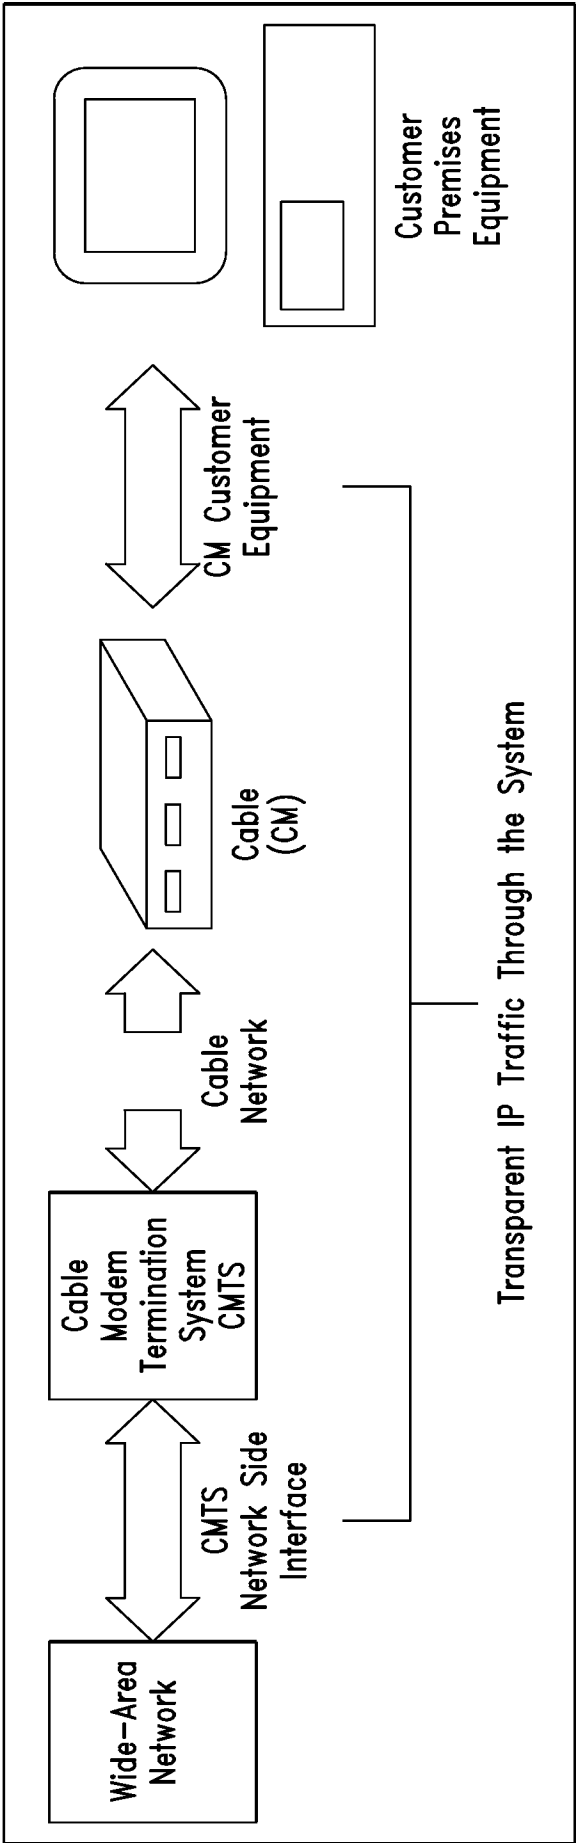 Wide-Area
Network
CMTS
Network Side
Interface
Cable
Modem
Termination
System
CMTS
Cable
Network
Cable
(CM)
CM Customer
Equipment
Customer
Premises
Equipment
Transparent IP Traffic Through the System